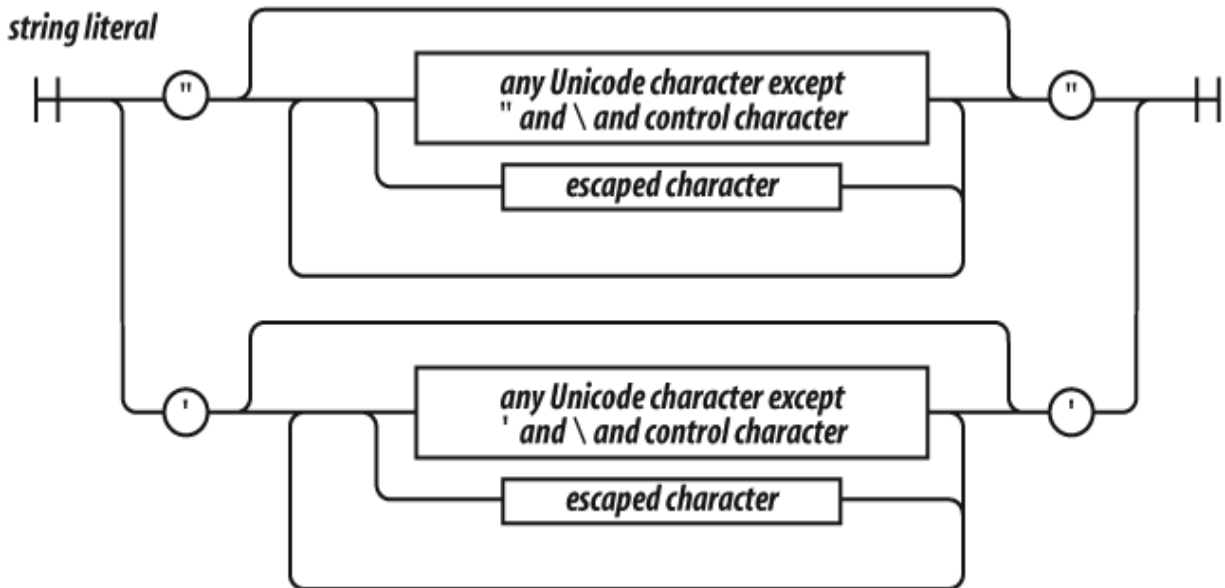 string literal
"
any Unicode character except
" and \ and control character
"
escaped character
'
any Unicode character except
' and \ and control character
'
escaped character